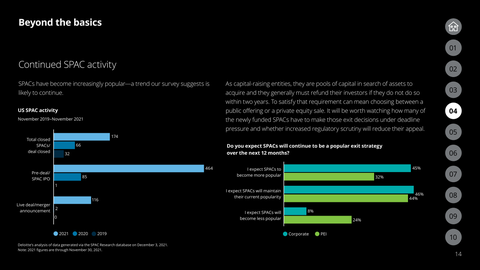 Beyond the basics
Continued SPAC activity
SPACs have become increasingly popular—a trend our survey suggests is
likely to continue.
US SPAC activity
November 2019–November 2021
Total closed
SPACs/
deal closed
174
66
32
Pre-deal/
SPAC IPO
464
85
1
Live deal/merger
announcement
116
2
0
2021 2020 2019
Deloitte's analysis of data generated via the SPAC Research database on December 3, 2021.
Note: 2021 figures are through November 30, 2021.
As capital-raising entities, they are pools of capital in search of assets to
acquire and they generally must refund their investors if they do not do so
within two years. To satisfy that requirement can mean choosing between a
public offering or a private equity sale. It will be worth watching how many of
the newly funded SPACs have to make those exit decisions under deadline
pressure and whether increased regulatory scrutiny will reduce their appeal.
Do you expect SPACs will continue to be a popular exit strategy
over the next 12 months?
I expect SPACs to
become more popular
45%
32%
I expect SPACs will maintain
their current popularity
46%
44%
I expect SPACs will
become less popular
8%
24%
Corporate PEI
01
02
03
04
05
06
07
08
09
10
14